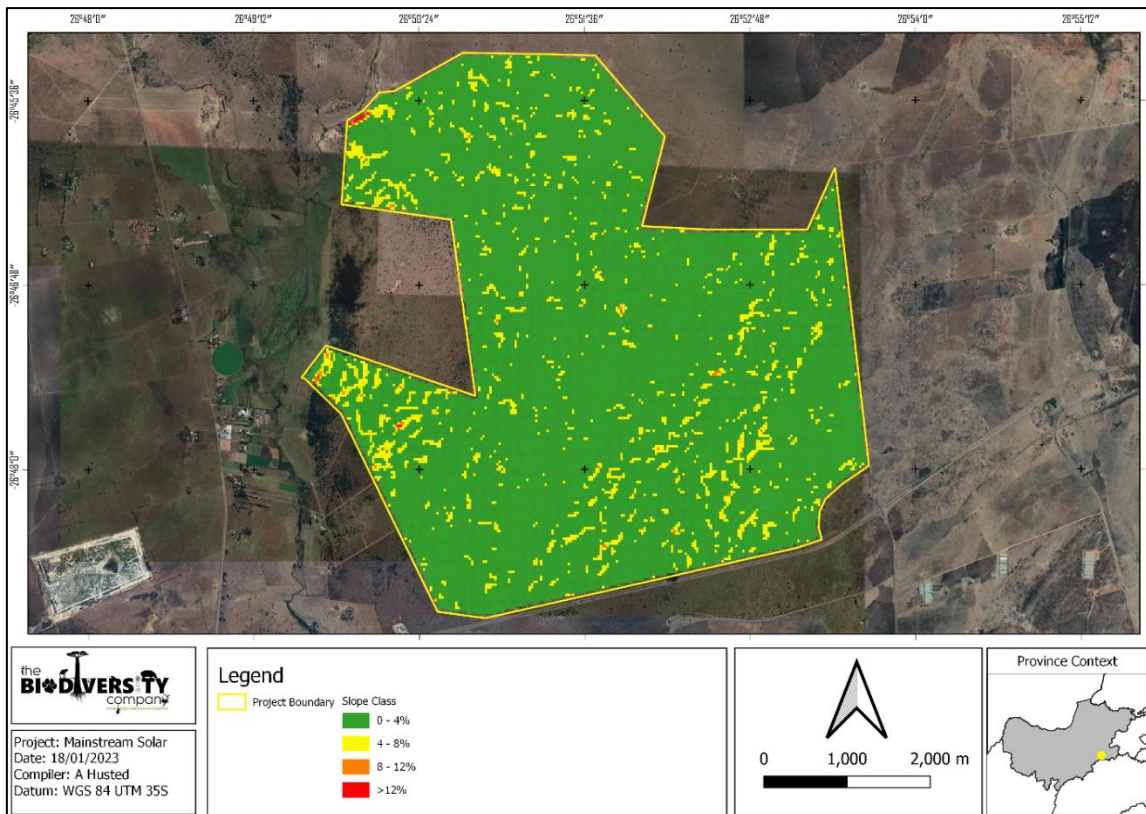 26°48'0" 26°49'12" 26°50'24" 26°51'36" 26°52'48" 26°54'0" 26°55'12"
-26°45'36"
-26°46'48"
-26°48'0"
the
BIODIVERSITY
company
Project: Mainstream Solar
Date: 18/01/2023
Compiler: A Husted
Datum: WGS 84 UTM 35S
Legend
Project Boundary
Slope Class
0 - 4%
4 - 8%
8 - 12%
>12%
0 1,000 2,000 m
Province Context